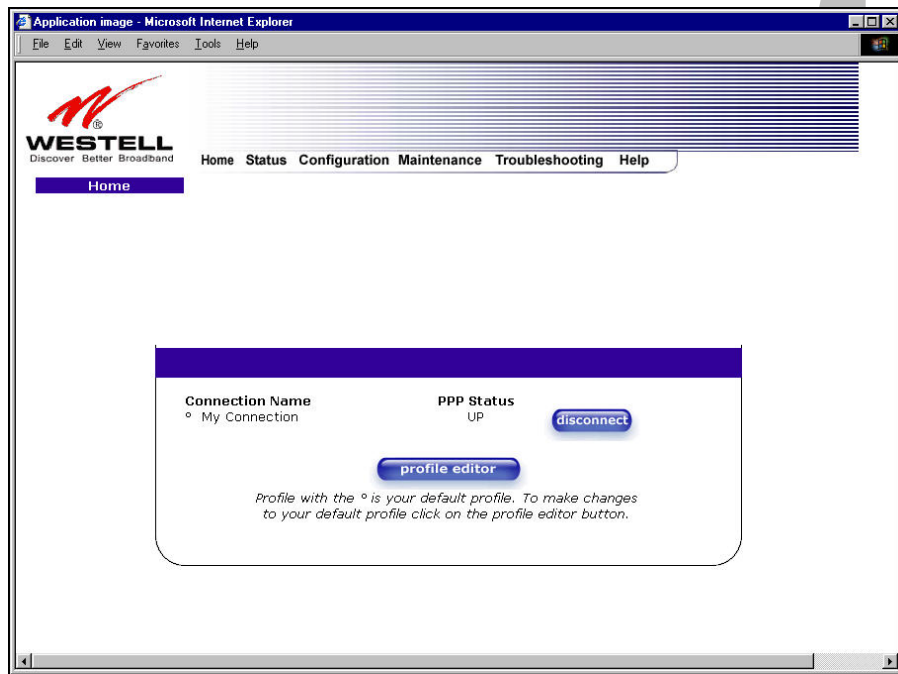 Application image - Microsoft Internet Explorer
File Edit View Favorites Tools Help
WESTELL ®
Discover Better Broadband
Home Status Configuration Maintenance Troubleshooting Help
Home
Connection Name PPP Status
° My Connection UP disconnect
profile editor
Profile with the ° is your default profile. To make changes
to your default profile click on the profile editor button.